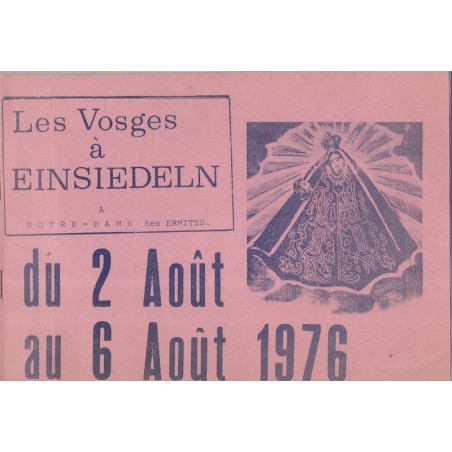 Les Vosges
à
EINSIEDELN
A
NOTRE-DAME des ERMITES.
du 2 Août
au 6 Août 1976